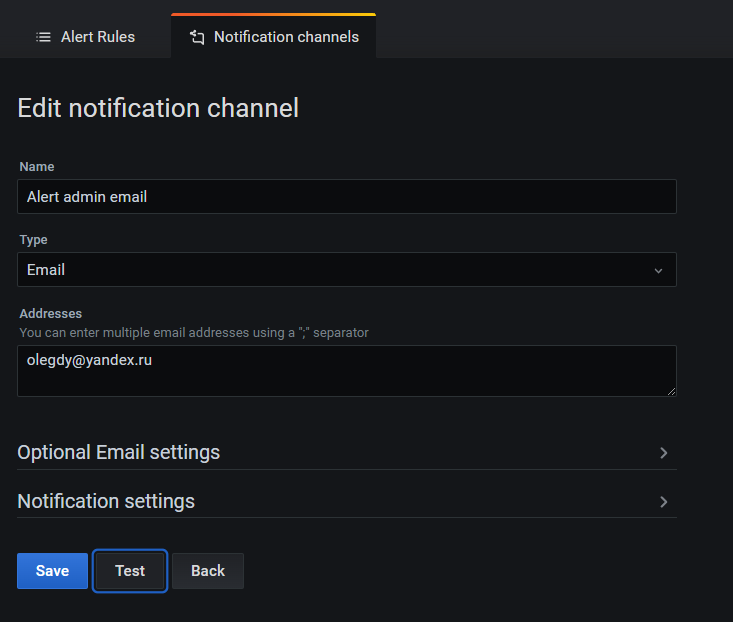 Alert Rules Notification channels
Edit notification channel
Name
Alert admin email
Type
Email
Addresses
You can enter multiple email addresses using a ";" separator
olegdy@yandex.ru
Optional Email settings
Notification settings
Save Test Back